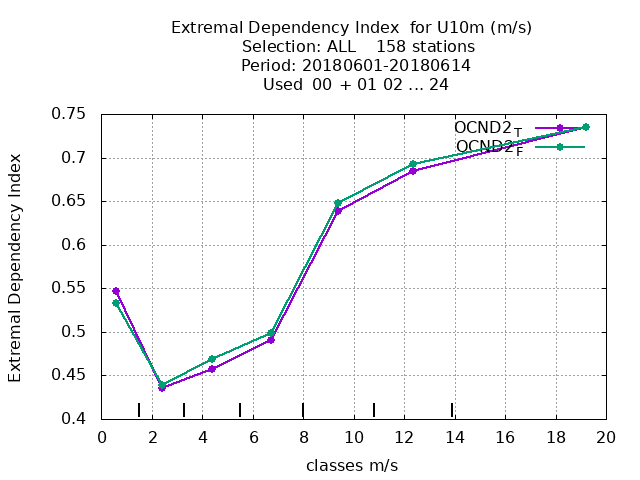 Extremal Dependency Index  for U10m (m/s)
Selection: ALL    158 stations
Period: 20180601-20180614
Used  00 + 01 02 ... 24
Extremal Dependency Index
0.75
0.7
0.65
0.6
0.55
0.5
0.45
0.4
OCND2T
OCND2F
0 2 4 6 8 10 12 14 16 18 20
classes m/s